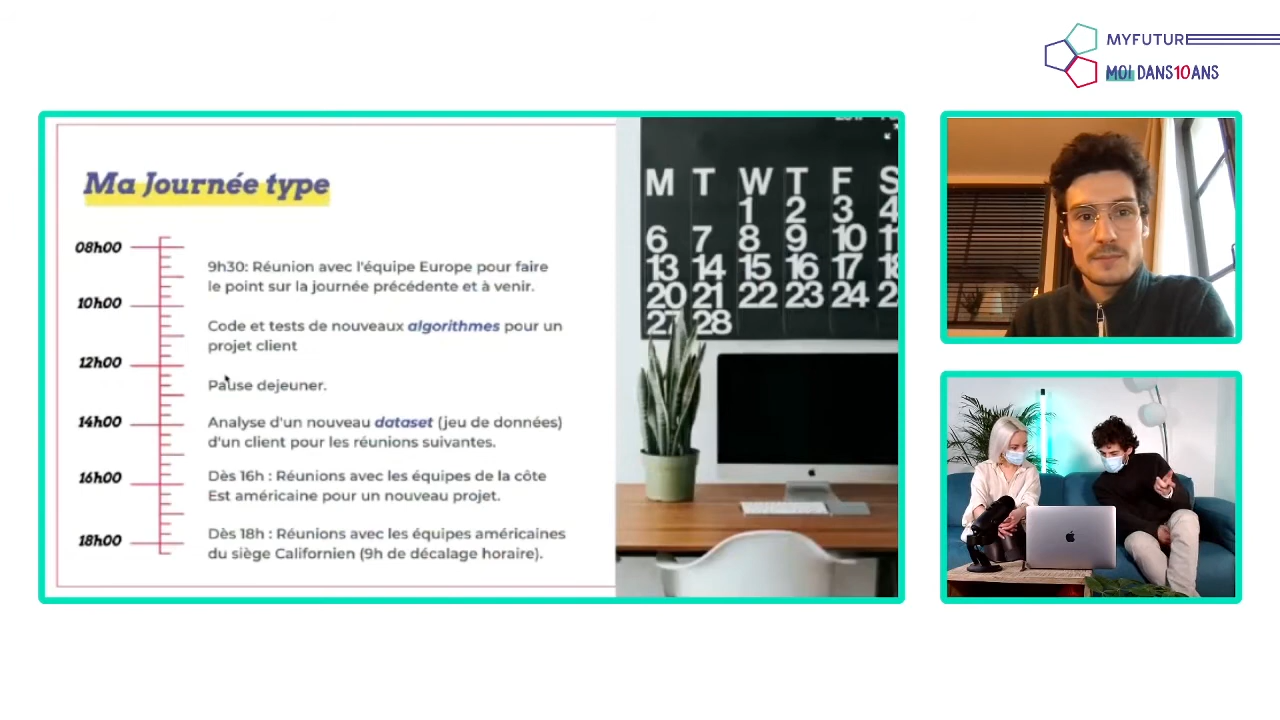 MYFUTUR
MOI DANS10ANS
Ma Journée type
08h00
9h30: Réunion avec l'équipe Europe pour faire
le point sur la journée précédente et à venir.
10h00
Code et tests de nouveaux algorithmes pour un
projet client
12h00
Pause dejeuner.
14h00
Analyse d'un nouveau dataset (jeu de données)
d'un client pour les réunions suivantes.
16h00
Dès 16h : Réunions avec les équipes de la côte
Est américaine pour un nouveau projet.
18h00
Dès 18h : Réunions avec les équipes américaines
du siège Californien (9h de décalage horaire).
M T W T F S
1 2 3 4
6 7 8 9 10 11
13 14 15 16 17 18
20 21 22 23 24
27 28